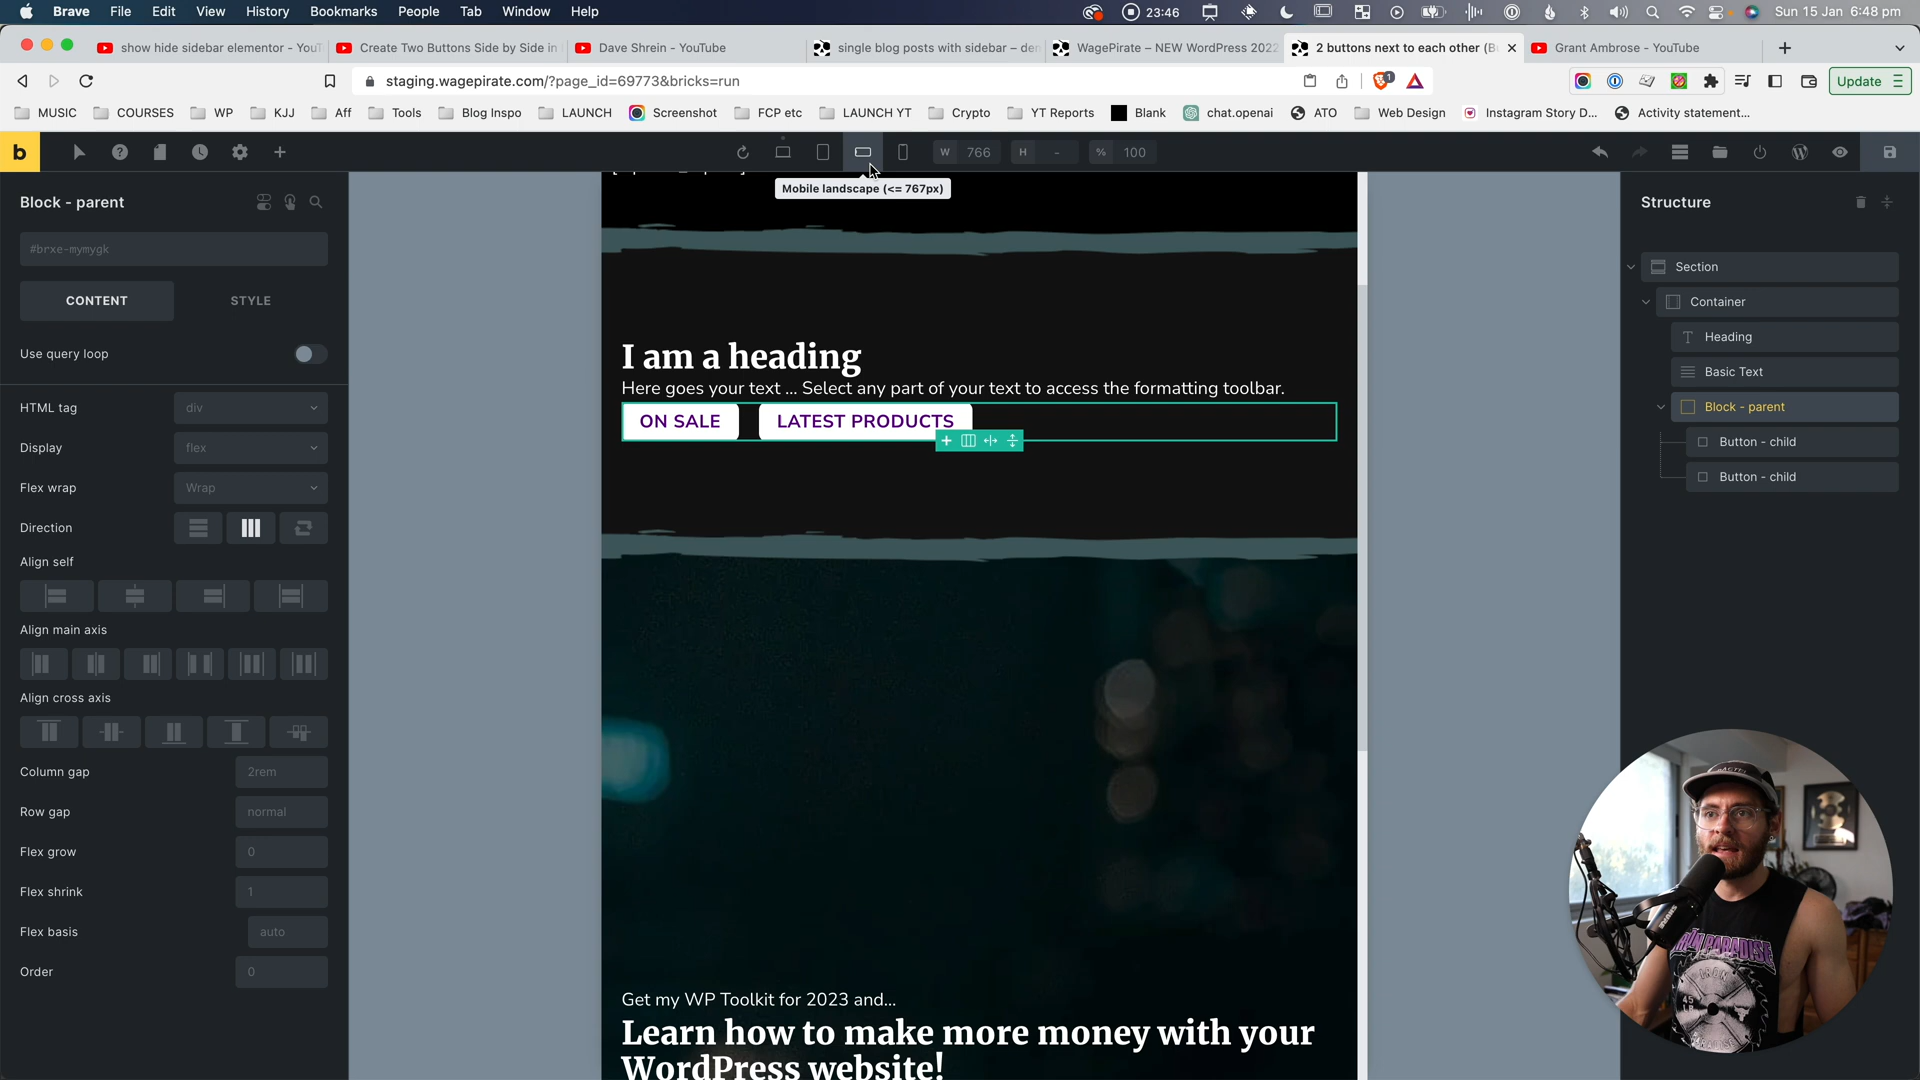 Brave File Edit View History Bookmarks People Tab Window Help 23:46 Sun 15 Jan 6:48 pm
show hide sidebar elementor - YouT Create Two Buttons Side by Side in Dave Shrein - YouTube single blog posts with sidebar – de WagePirate – NEW WordPress 2022 2 buttons next to each other (B Grant Ambrose - YouTube
staging.wagepirate.com/?page_id=69773&bricks=run 1 Update
MUSIC COURSES WP KJJ Aff Tools Blog Inspo LAUNCH Screenshot FCP etc LAUNCH YT Crypto YT Reports Blank chat.openai ATO Web Design Instagram Story D... Activity statement...
b W 766 H - % 100
Mobile landscape (<= 767px)
Block - parent
#brxe-mymygk
CONTENT STYLE
Use query loop
HTML tag div
Display flex
Flex wrap Wrap
Direction
Align self
Align main axis
Align cross axis
Column gap 2rem
Row gap normal
Flex grow 0
Flex shrink 1
Flex basis auto
Order 0
I am a heading
Here goes your text ... Select any part of your text to access the formatting toolbar.
ON SALE LATEST PRODUCTS
Get my WP Toolkit for 2023 and...
Learn how to make more money with your
WordPress website!
Structure
Section
Container
Heading
Basic Text
Block - parent
Button - child
Button - child